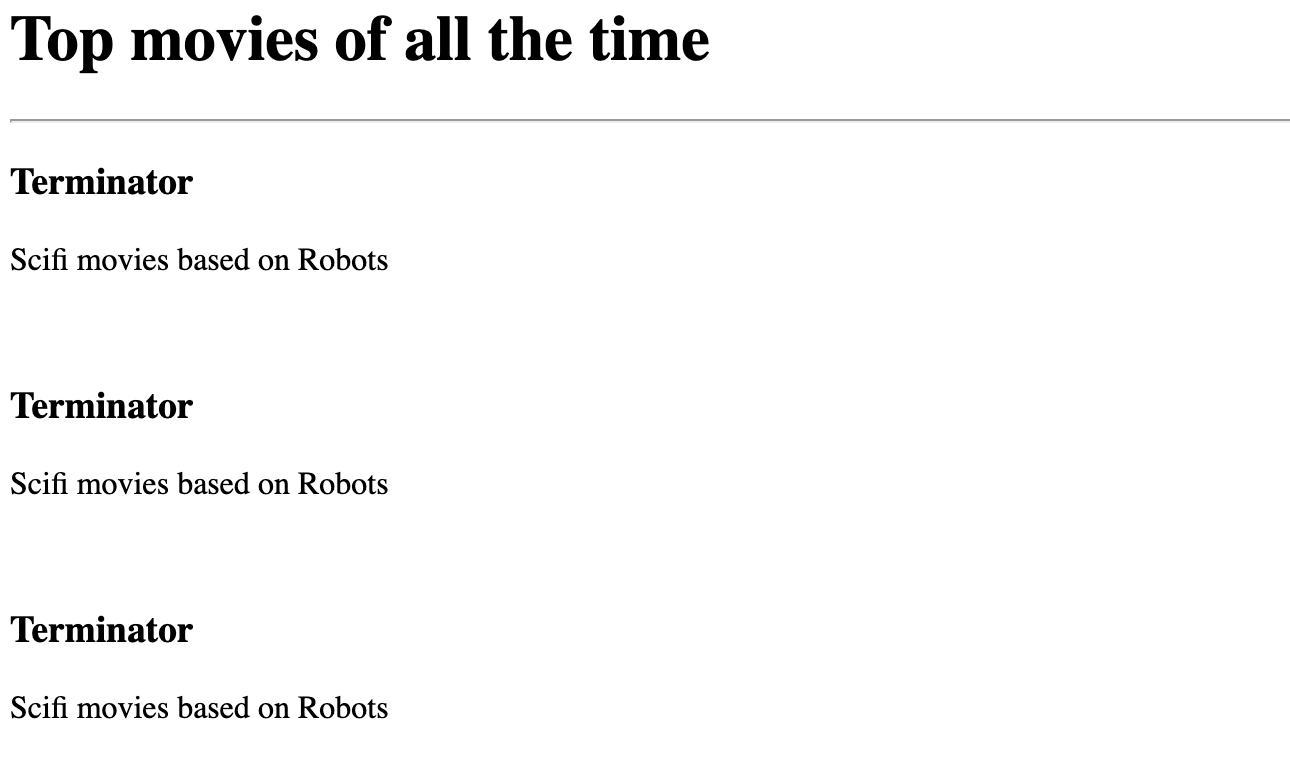 Top movies of all the time
Terminator
Scifi movies based on Robots
Terminator
Scifi movies based on Robots
Terminator
Scifi movies based on Robots